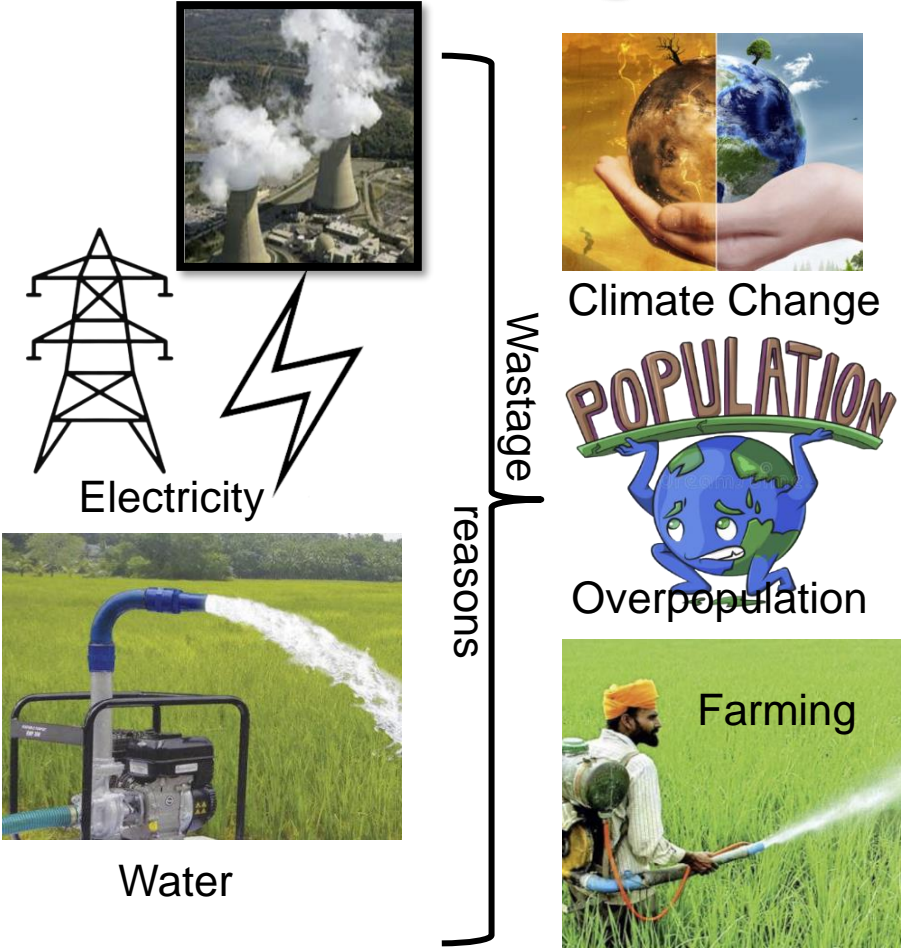 Electricity
Water
Wastage
reasons
Climate Change
POPULATION
Overpopulation
Farming